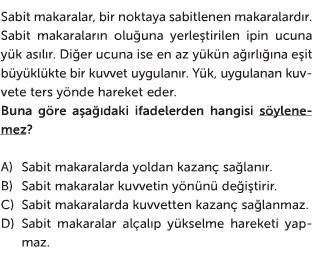 Sabit makaralar, bir noktaya sabitlenen makaralardır.
Sabit makaraların oluğuna yerleştirilen ipin ucuna
yük asılır. Diğer ucuna ise en az yükün ağırlığına eşit
büyüklükte bir kuvvet uygulanır. Yük, uygulanan kuv-
vete ters yönde hareket eder.
Buna göre aşağıdaki ifadelerden hangisi söylene-
mez?
A) Sabit makaralarda yoldan kazanç sağlanır.
B) Sabit makaralar kuvvetin yönünü değiştirir.
C) Sabit makaralarda kuvvetten kazanç sağlanmaz.
D) Sabit makaralar alçalıp yükselme hareketi yap-
maz.